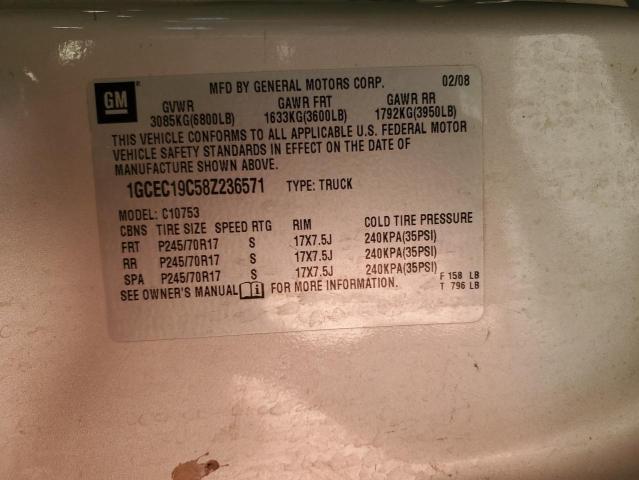 GM
MFD BY GENERAL MOTORS CORP. 02/08
GVWR GAWR FRT GAWR RR
3085KG(6800LB) 1633KG(3600LB) 1792KG(3950LB)
THIS VEHICLE CONFORMS TO ALL APPLICABLE U.S. FEDERAL MOTOR
VEHICLE SAFETY STANDARDS IN EFFECT ON THE DATE OF
MANUFACTURE SHOWN ABOVE.
1GCEC19C58Z236571 TYPE: TRUCK
MODEL: C10753
CBNS TIRE SIZE SPEED RTG RIM COLD TIRE PRESSURE
FRT P245/70R17 S 17X7.5J 240KPA(35PSI)
RR P245/70R17 S 17X7.5J 240KPA(35PSI)
SPA P245/70R17 S 17X7.5J 240KPA(35PSI)
SEE OWNER'S MANUAL i FOR MORE INFORMATION.
F 158 LB
T 796 LB